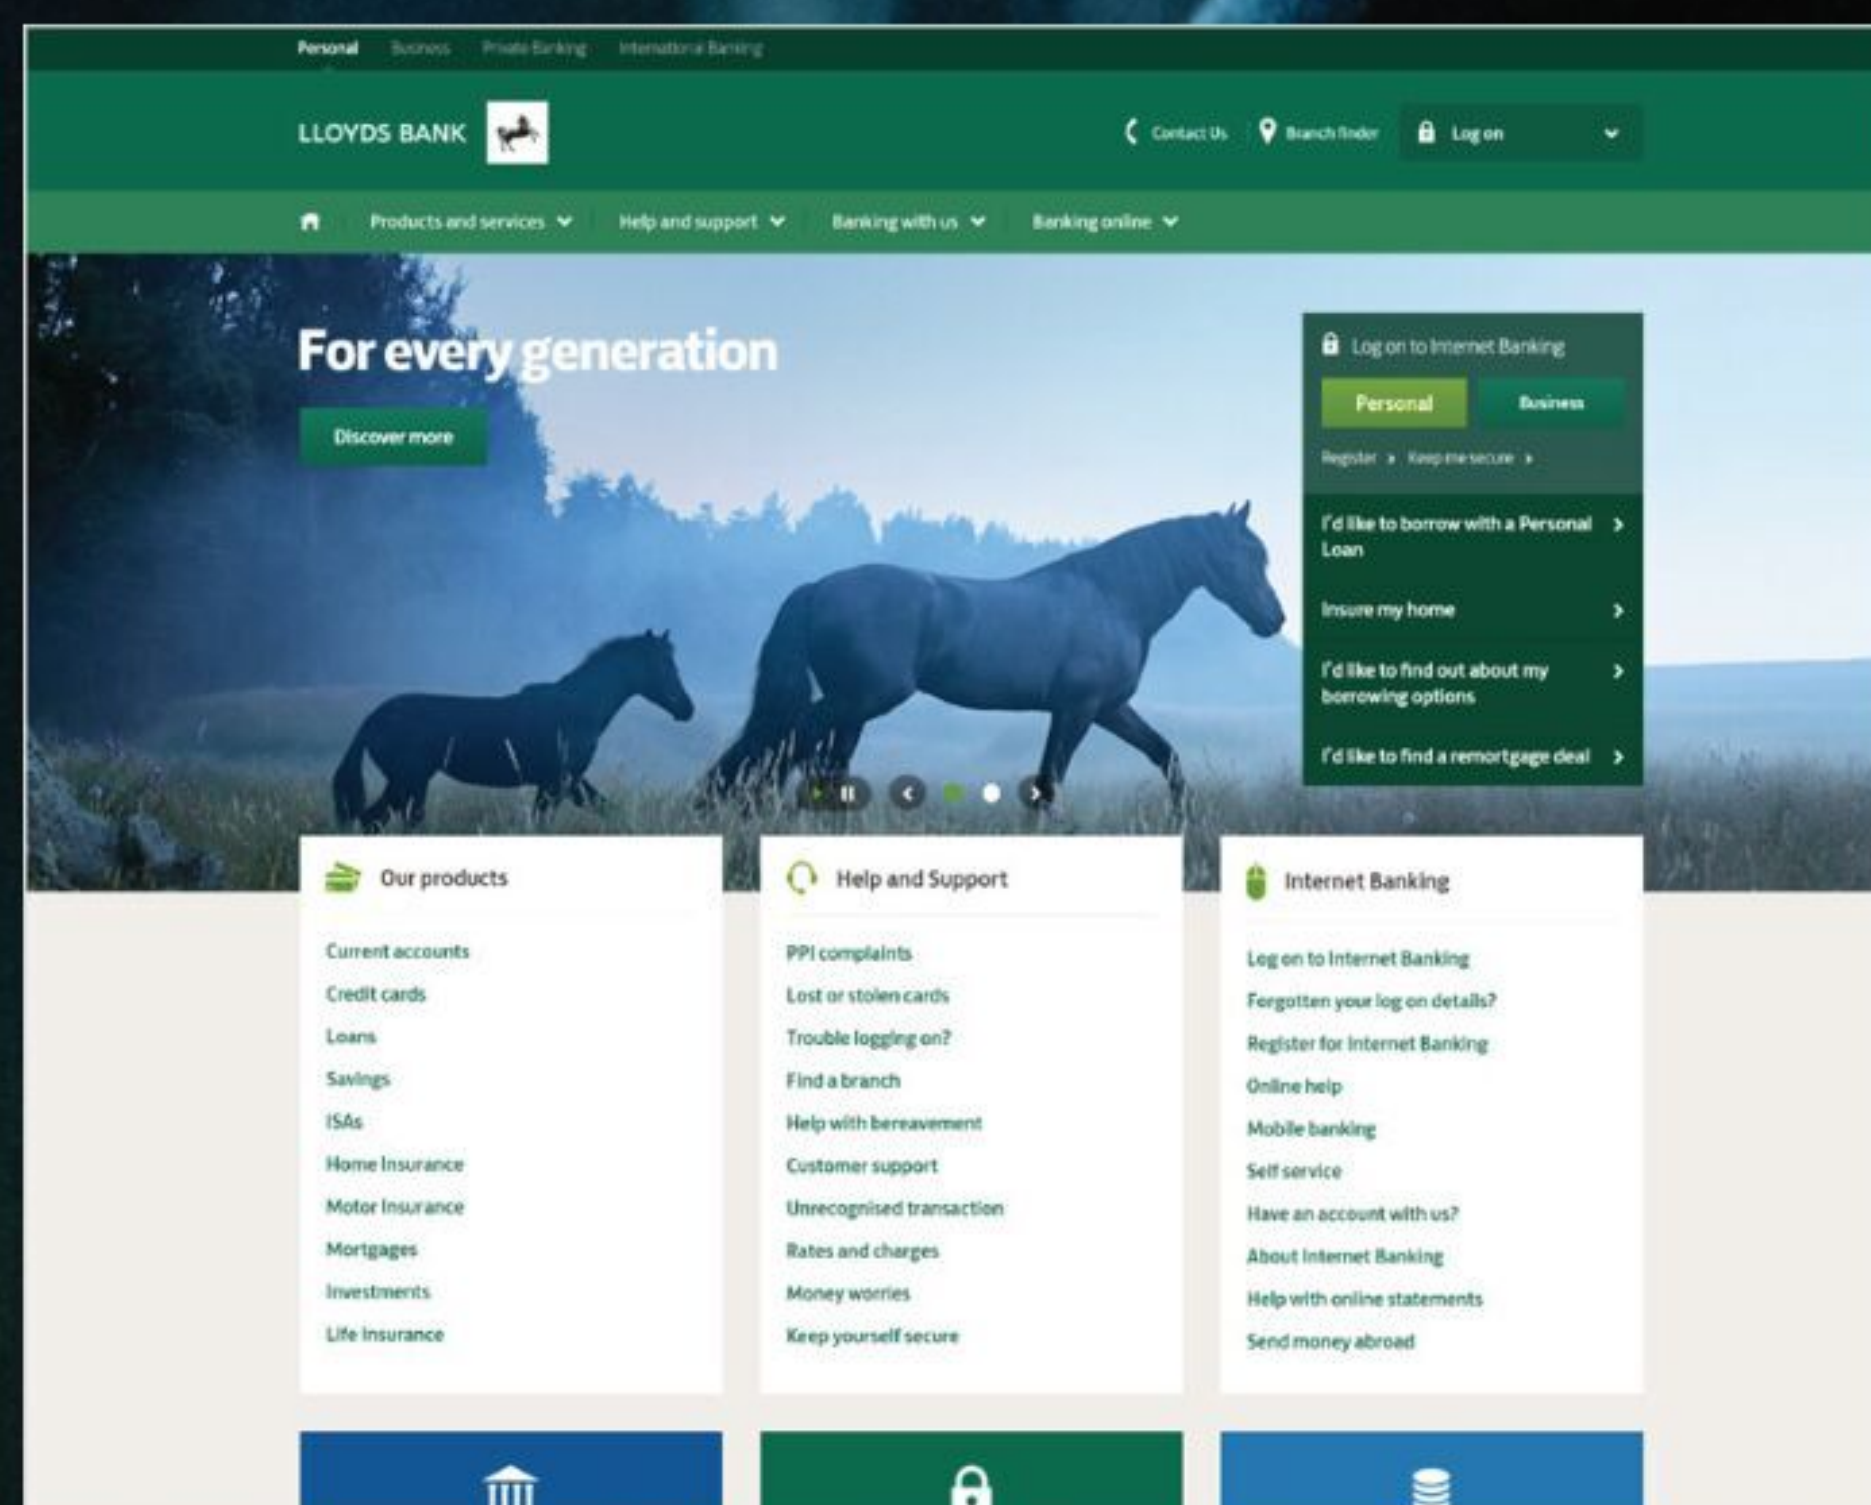 Personal Business Private Banking International Banking
LLOYDS BANK
Contact Us Branch finder Log on
Products and services Help and support Banking with us Banking online
For every generation
Discover more
Log on to Internet Banking
Personal Business
Register Keep me secure
I'd like to borrow with a Personal
Loan
Insure my home
I'd like to find out about my
borrowing options
I'd like to find a remortgage deal
Our products
Current accounts
Credit cards
Loans
Savings
ISAs
Home Insurance
Motor Insurance
Mortgages
Investments
Life Insurance
Help and Support
PPI complaints
Lost or stolen cards
Trouble logging on?
Find a branch
Help with bereavement
Customer support
Unrecognised transaction
Rates and charges
Money worries
Keep yourself secure
Internet Banking
Log on to Internet Banking
Forgotten your log on details?
Register for Internet Banking
Online help
Mobile banking
Self service
Have an account with us?
About Internet Banking
Help with online statements
Send money abroad